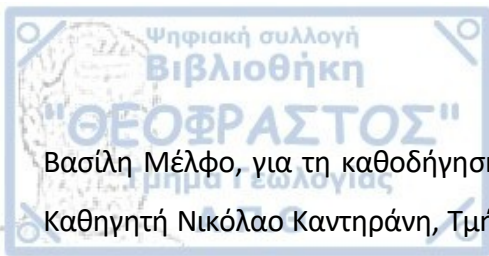 Ψηφιακή συλλογή
Βιβλιοθήκη
"ΘΕΟΦΡΑΣΤΟΣ"
Βασίλη Μέλφο, για τη καθοδήγησ
Τμήμα Γεωλογίας
Καθηγητή Νικόλαο Καντηράνη, Τμή
Α.Π.Θ